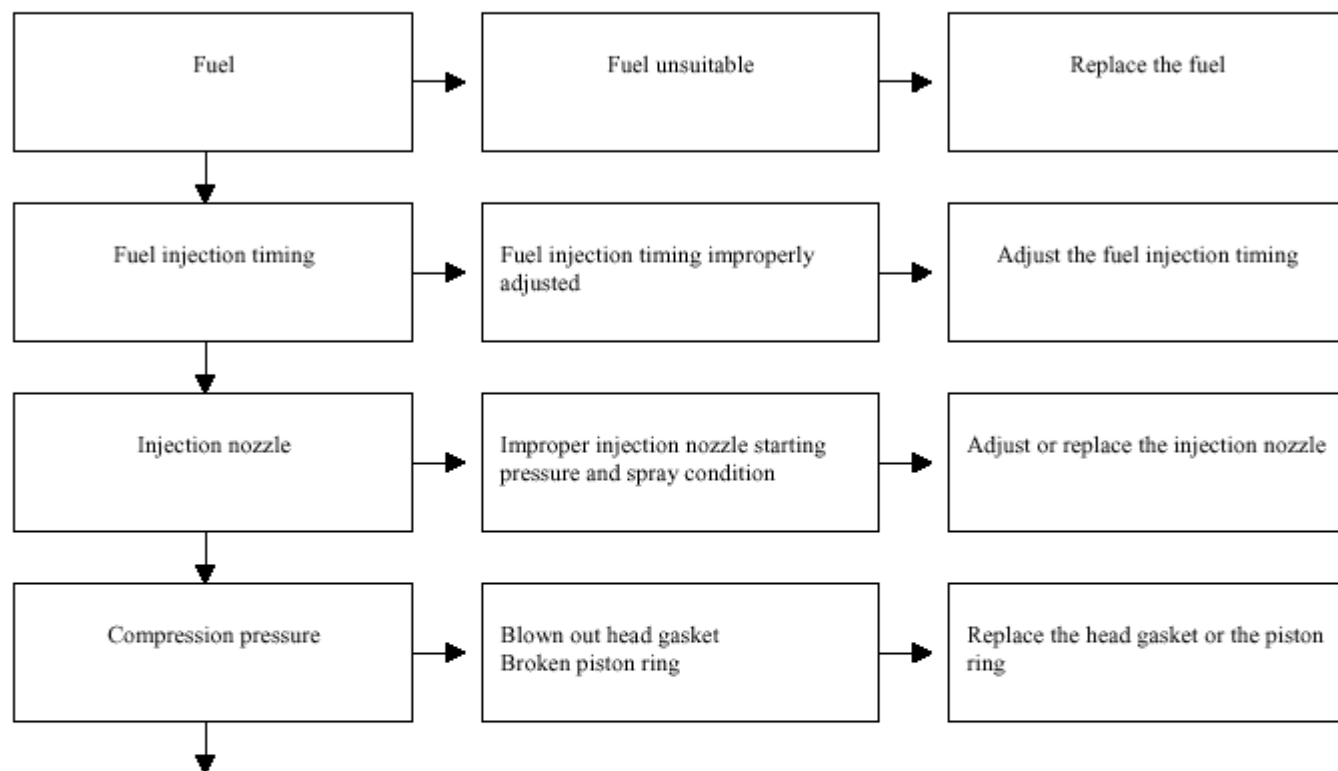 Fuel
Fuel unsuitable
Replace the fuel
Fuel injection timing
Fuel injection timing improperly
adjusted
Adjust the fuel injection timing
Injection nozzle
Improper injection nozzle starting
pressure and spray condition
Adjust or replace the injection nozzle
Compression pressure
Blown out head gasket
Broken piston ring
Replace the head gasket or the piston
ring